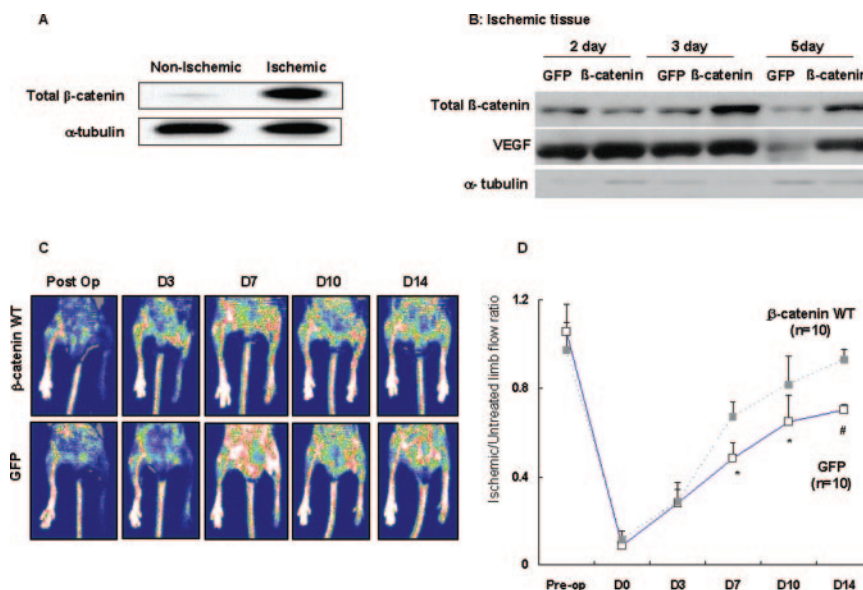 A
Non-Ischemic Ischemic
Total β-catenin
α-tubulin
B: Ischemic tissue
2 day 3 day 5day
GFP ß-catenin GFP ß-catenin GFP ß-catenin
Total ß-catenin
VEGF
α- tubulin
C
Post Op D3 D7 D10 D14
β-catenin WT
GFP
D
Ischemic/Untreated limb flow ratio
1.2
0.8
0.4
0
β-catenin WT
(n=10)
* * #
GFP
(n=10)
Pre-op D0 D3 D7 D10 D14